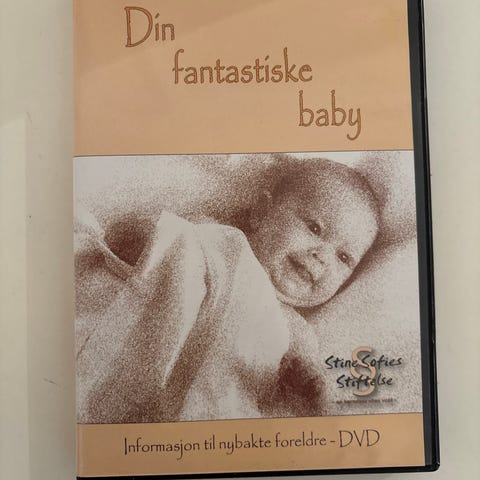 Din
fantastiske
baby
Stine Sofies
Stiftelse
Informasjon til nybakte foreldre - DVD